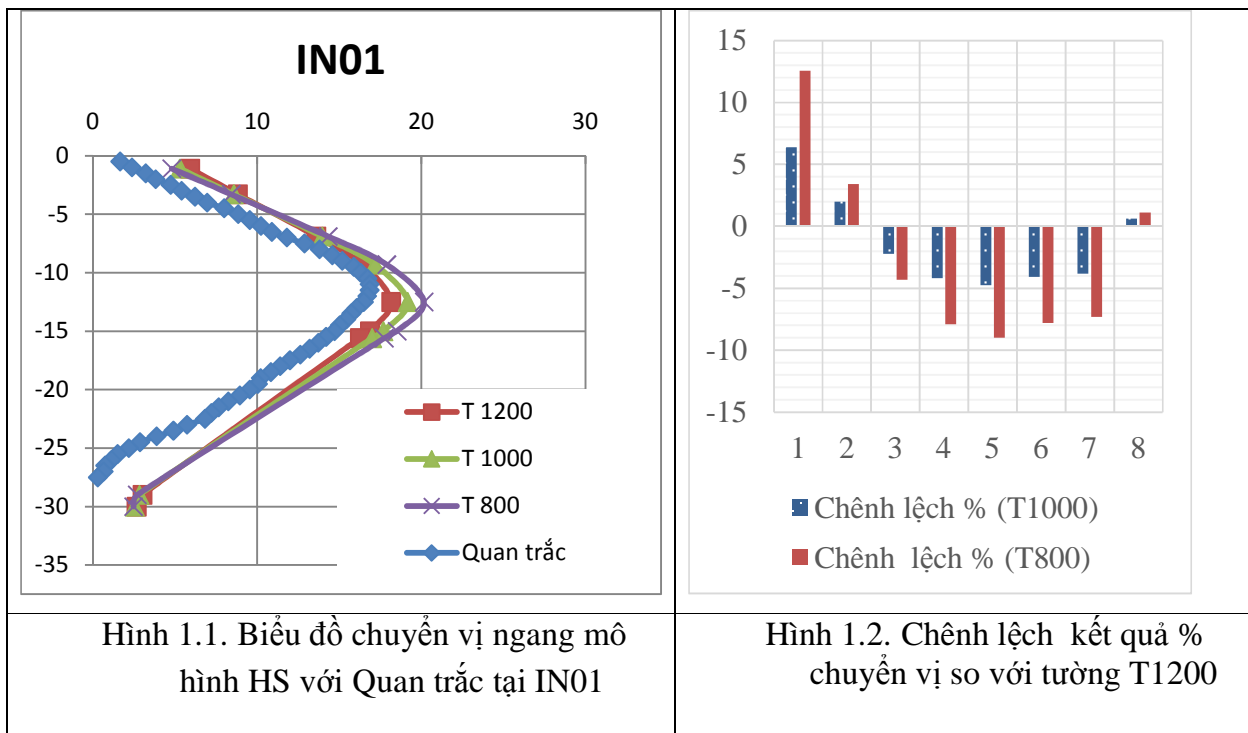 IN01
0 10 20 30
0
-5
-10
-15
-20
-25
-30
-35
T 1200
T 1000
T 800
Quan trắc
Hình 1.1. Biểu đồ chuyển vị ngang mô
hình HS với Quan trắc tại IN01
15
10
5
0
-5
-10
-15
1 2 3 4 5 6 7 8
Chênh lệch % (T1000)
Chênh lệch % (T800)
Hình 1.2. Chênh lệch kết quả %
chuyển vị so với tường T1200